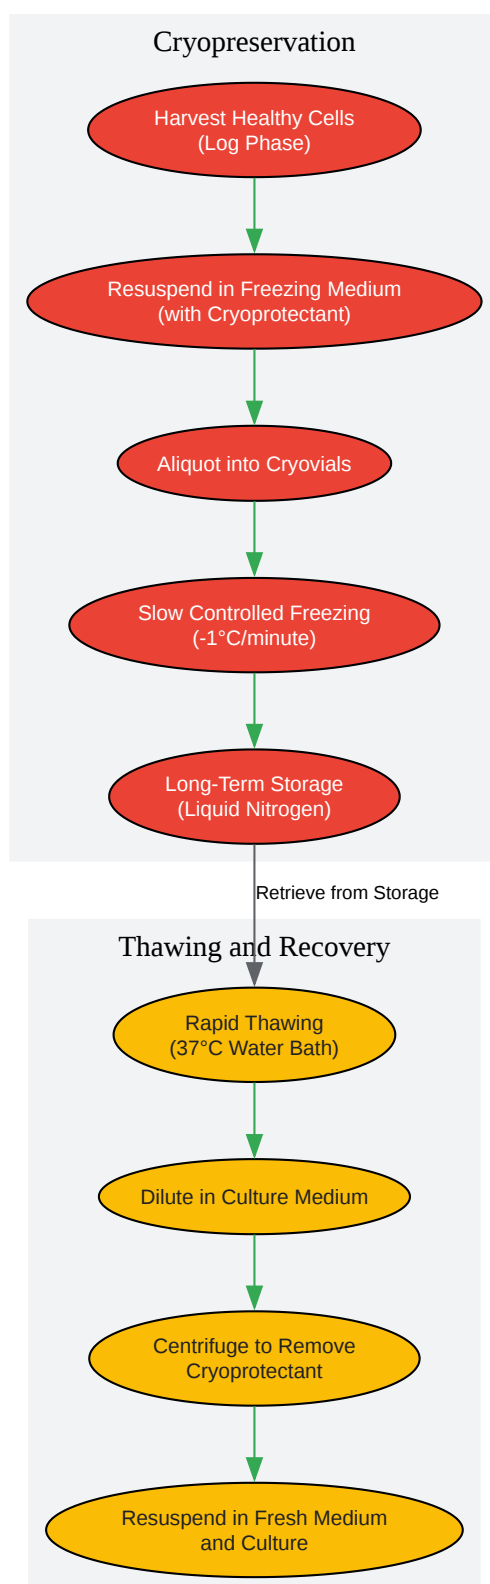 Cryopreservation
Harvest Healthy Cells
(Log Phase)
Resuspend in Freezing Medium
(with Cryoprotectant)
Aliquot into Cryovials
Slow Controlled Freezing
(-1°C/minute)
Long-Term Storage
(Liquid Nitrogen)
Retrieve from Storage
Thawing and Recovery
Rapid Thawing
(37°C Water Bath)
Dilute in Culture Medium
Centrifuge to Remove
Cryoprotectant
Resuspend in Fresh Medium
and Culture